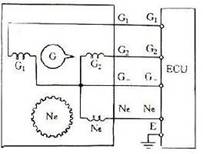 G₁ G₁
G
G₁ G₂ G₂ G₂
ECU
G− G−
Ne Ne Ne Ne
E